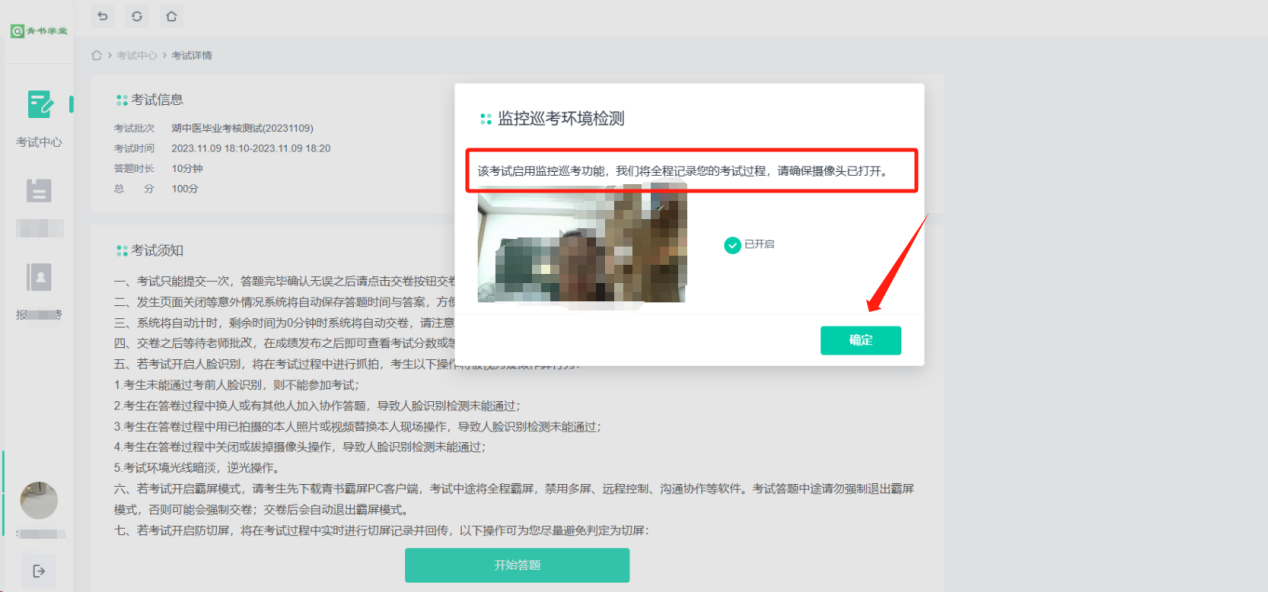 青书学堂
考试中心 > 考试详情
考试中心
考试信息
考试批次 湖中医毕业考核测试(20231109)
考试时间 2023.11.09 18:10-2023.11.09 18:20
答题时长 10分钟
总 分 100分
监控巡考环境检测
该考试启用监控巡考功能，我们将全程记录您的考试过程，请确保摄像头已打开。
已开启
确定
考试须知
一、考试只能提交一次，答题完毕确认无误之后请点击交卷按钮交卷
二、发生页面关闭等意外情况系统将自动保存答题时间与答案，方便
三、系统将自动计时，剩余时间为0分钟时系统将自动交卷，请注意
四、交卷之后等待老师批改，在成绩发布之后即可查看考试分数或等
五、若考试开启人脸识别，将在考试过程中进行抓拍，考生以下操作
1.考生未能通过考前人脸识别，则不能参加考试；
2.考生在答卷过程中换人或有其他人加入协作答题，导致人脸识别检测未能通过；
3.考生在答卷过程中用已拍摄的本人照片或视频替换本人现场操作，导致人脸识别检测未能通过；
4.考生在答卷过程中关闭或拔掉摄像头操作，导致人脸识别检测未能通过；
5.考试环境光线暗淡，逆光操作。
六、若考试开启霸屏模式，请考生先下载青书霸屏PC客户端，考试中途将全程霸屏，禁用多屏、远程控制、沟通协作等软件。考试答题中途请勿强制退出霸屏
模式，否则可能会强制交卷；交卷后会自动退出霸屏模式。
七、若考试开启防切屏，将在考试过程中实时进行切屏记录并回传，以下操作可为您尽量避免判定为切屏：
开始答题